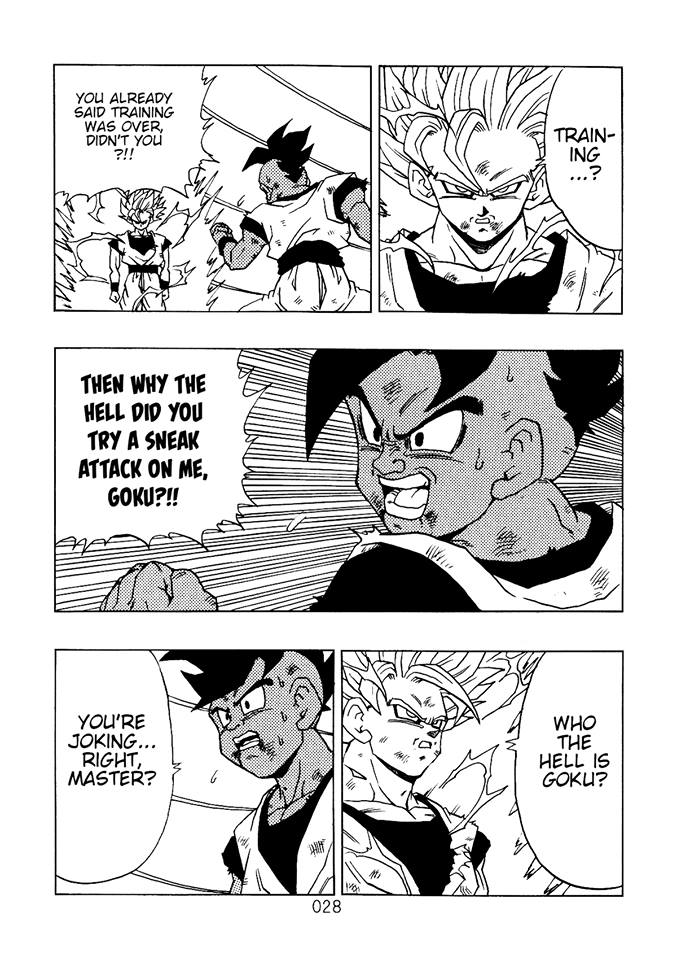 TRAIN-
ING
...?
YOU ALREADY
SAID TRAINING
WAS OVER,
DIDN'T YOU
?!!
THEN WHY THE
HELL DID YOU
TRY A SNEAK
ATTACK ON ME,
GOKU?!!
WHO
THE
HELL IS
GOKU?
YOU'RE
JOKING...
RIGHT,
MASTER?
028